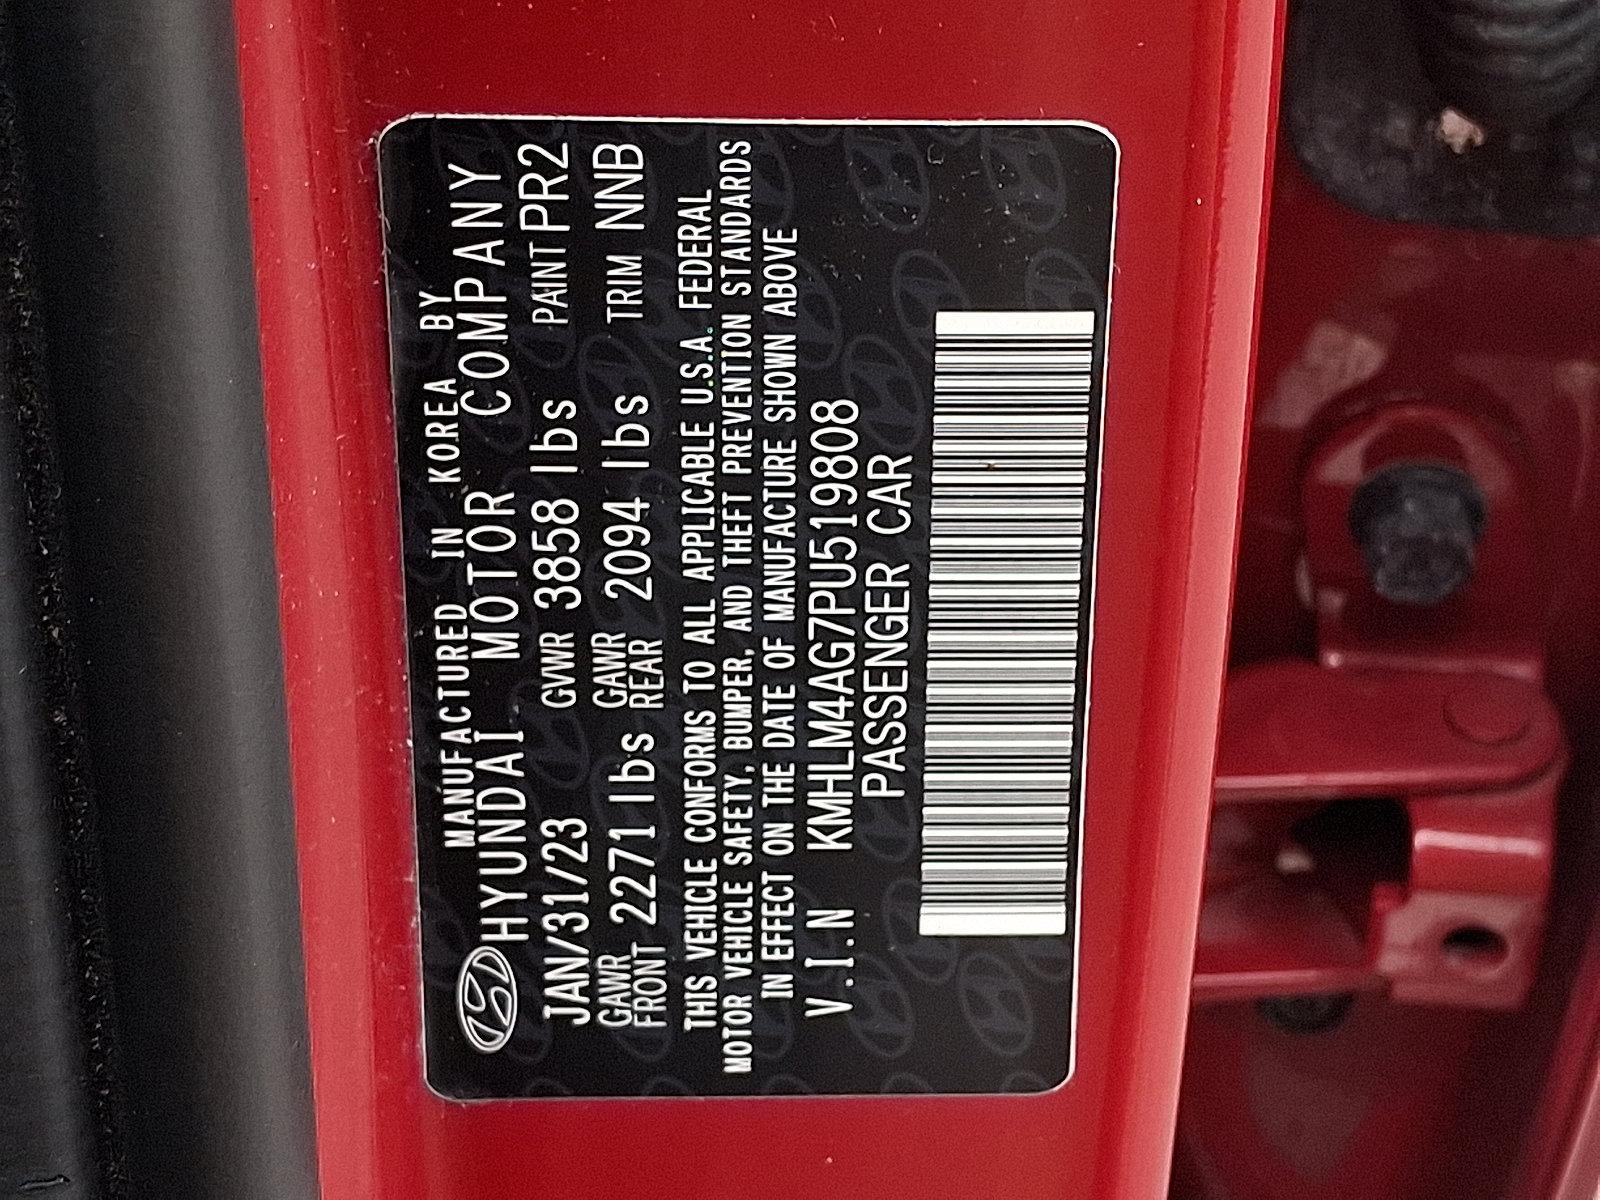 MANUFACTURED IN KOREA BY
HYUNDAI MOTOR COMPANY
JAN/31/23 GVWR 3858 lbs PAINT PR2
GAWR FRONT 2271 lbs GAWR REAR 2094 lbs TRIM NNB
THIS VEHICLE CONFORMS TO ALL APPLICABLE U.S.A. FEDERAL
MOTOR VEHICLE SAFETY, BUMPER, AND THEFT PREVENTION STANDARDS
IN EFFECT ON THE DATE OF MANUFACTURE SHOWN ABOVE
V.I.N KMHLM4AG7PU519808
PASSENGER CAR